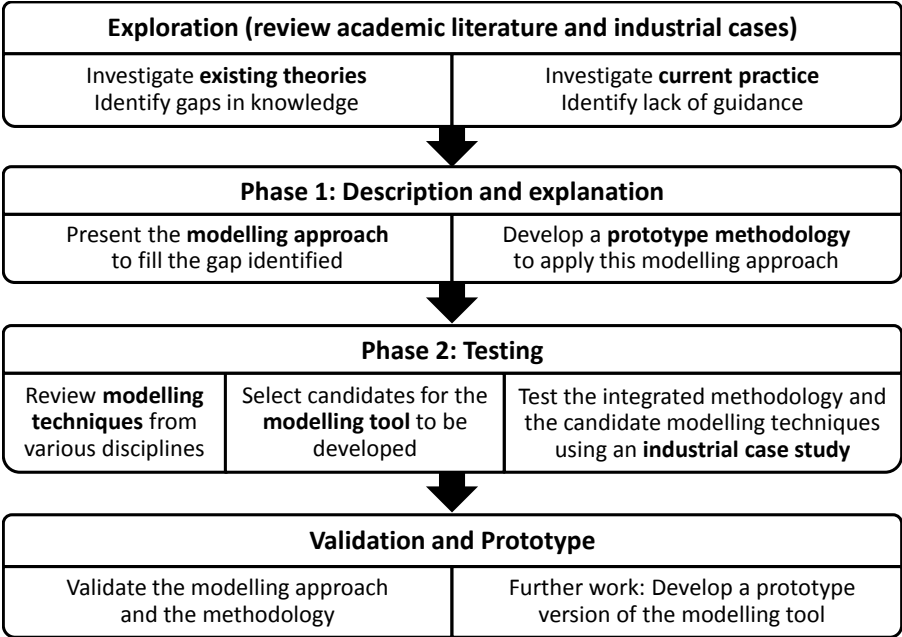 Exploration (review academic literature and industrial cases)
Investigate existing theories
Identify gaps in knowledge
Investigate current practice
Identify lack of guidance
Phase 1: Description and explanation
Present the modelling approach
to fill the gap identified
Develop a prototype methodology
to apply this modelling approach
Phase 2: Testing
Review modelling
techniques from
various disciplines
Select candidates for the
modelling tool to be
developed
Test the integrated methodology and
the candidate modelling techniques
using an industrial case study
Validation and Prototype
Validate the modelling approach
and the methodology
Further work: Develop a prototype
version of the modelling tool